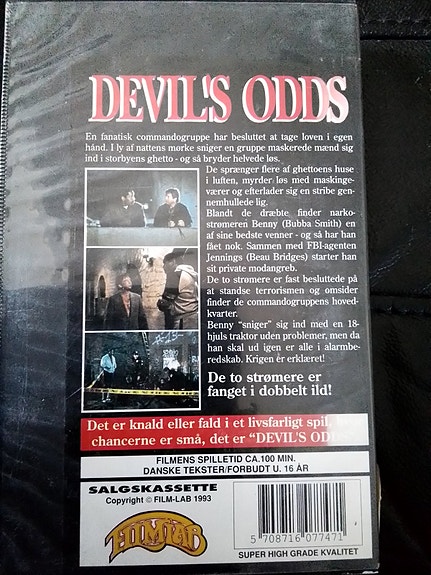 DEVIL'S ODDS
En fanatisk commandogruppe har besluttet at tage loven i egen
hånd. I ly af nattens mørke sniger en gruppe maskerede mænd sig
ind i storbyens ghetto - og så bryder helvede løs.
De sprænger flere af ghettoens huse
i luften, myrder løs med maskinge-
værer og efterlader sig en stribe gen-
nemhullede lig.
Blandt de dræbte finder narko-
strømeren Benny (Bubba Smith) en
af sine bedste venner - og så har han
fået nok. Sammen med FBI-agenten
Jennings (Beau Bridges) starter han
sit private modangreb.
De to strømere er fast besluttede på
at standse terrorismen og omsider
finder de commandogruppens hoved-
kvarter.
Benny "sniger" sig ind med en 18-
hjuls traktor uden problemer, men da
han skal ud igen er alle i alarmbe-
redskab. Krigen er erklæret!
De to strømere er
fanget i dobbelt ild!
Det er knald eller fald i et livsfarligt spil,
chancerne er små, det er "DEVIL'S ODDS"
FILMENS SPILLETID CA.100 MIN.
DANSKE TEKSTER/FORBUDT U. 16 ÅR
SALGSKASSETTE
Copyright © FILM-LAB 1993
FILMLAB
5 708716 077471
SUPER HIGH GRADE KVALITET